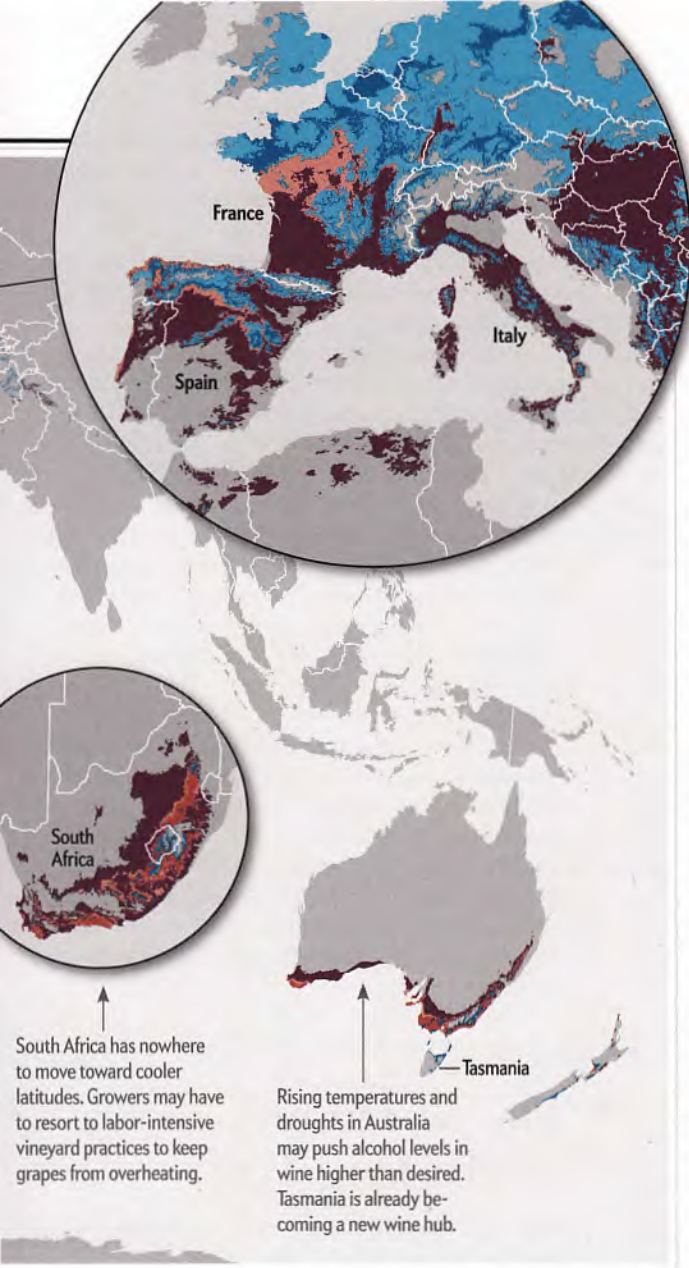 France
Italy
Spain
South
Africa
South Africa has nowhere
to move toward cooler
latitudes. Growers may have
to resort to labor-intensive
vineyard practices to keep
grapes from overheating.
Tasmania
Rising temperatures and
droughts in Australia
may push alcohol levels in
wine higher than desired.
Tasmania is already be-
coming a new wine hub.